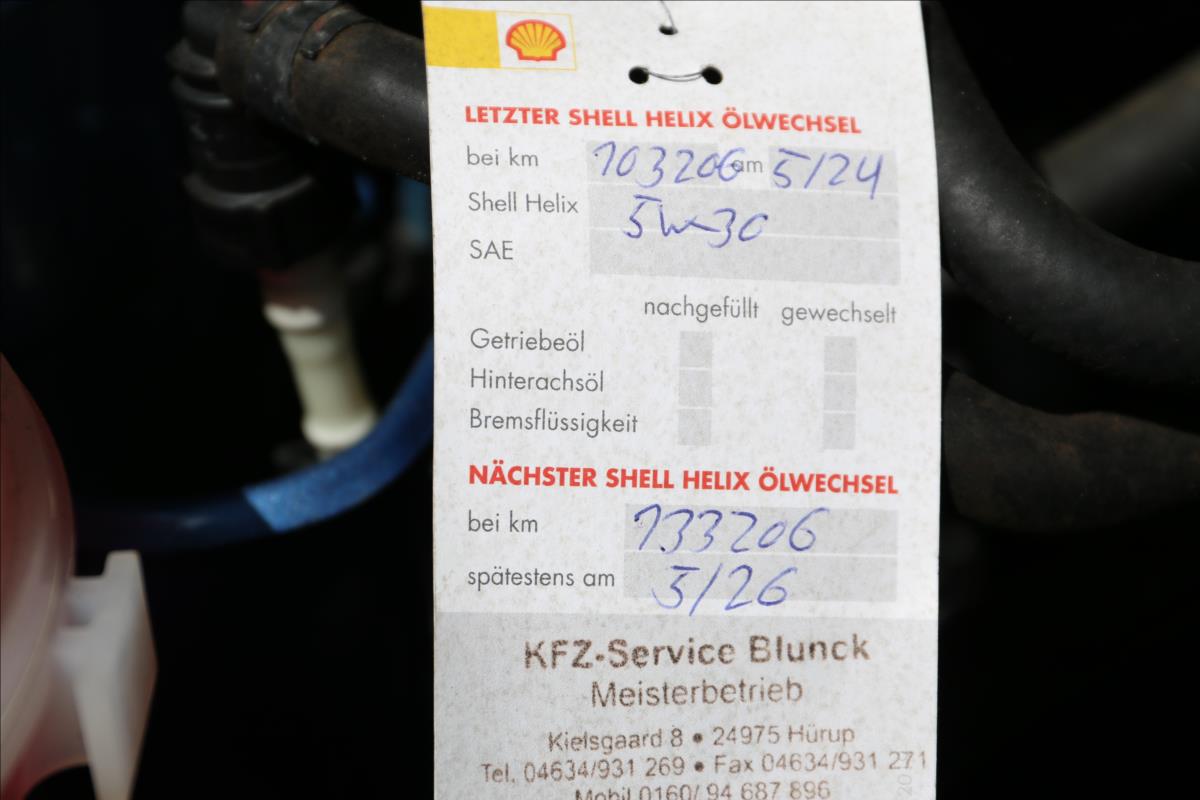 LETZTER SHELL HELIX ÖLWECHSEL
bei km 103206 am 5/24
Shell Helix 5W-30
SAE
nachgefüllt gewechselt
Getriebeöl
Hinterachsöl
Bremsflüssigkeit
NÄCHSTER SHELL HELIX ÖLWECHSEL
bei km 133206
spätestens am 5/26
KFZ-Service Blunck
Meisterbetrieb
Kielsgaard 8 • 24975 Hürup
Tel. 04634/931 269 • Fax 04634/931 271
Mobil 0160/ 94 687 896